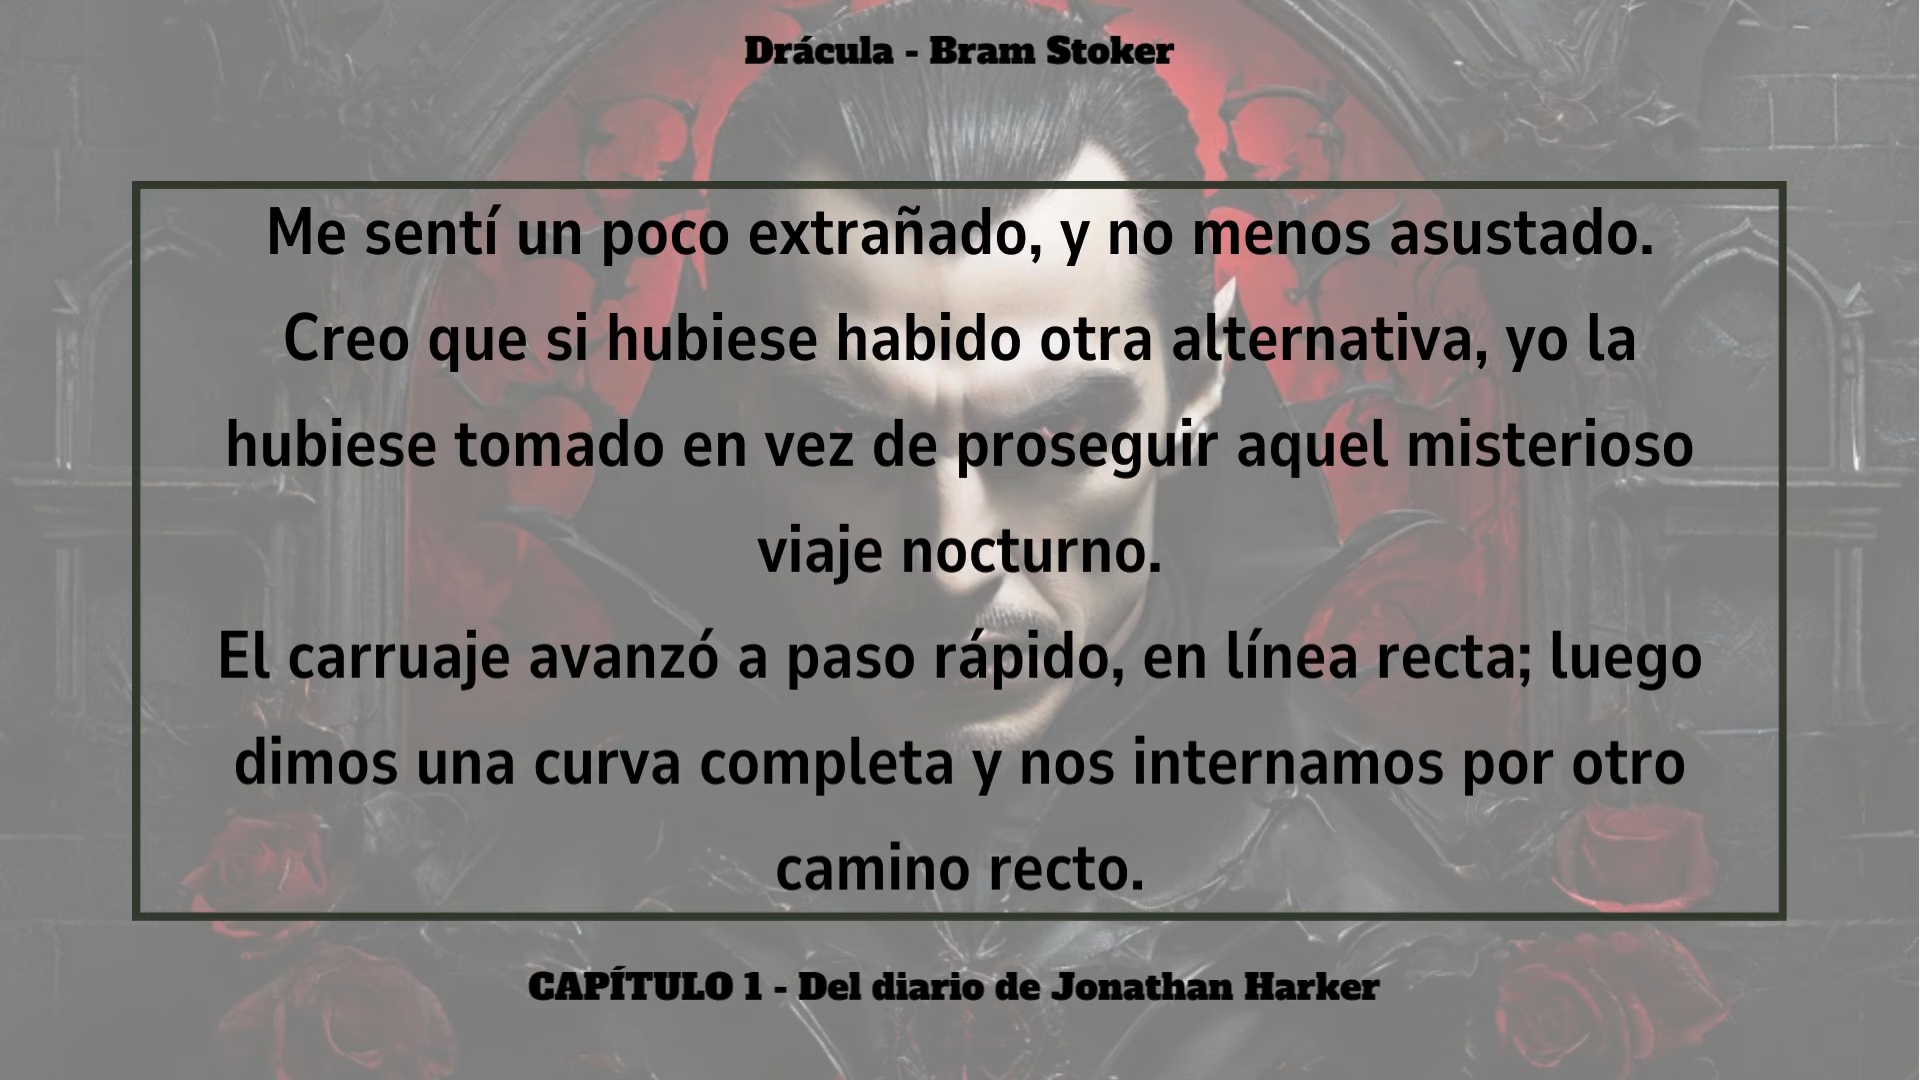 Drácula - Bram Stoker
Me sentí un poco extrañado, y no menos asustado.
Creo que si hubiese habido otra alternativa, yo la
hubiese tomado en vez de proseguir aquel misterioso
viaje nocturno.
El carruaje avanzó a paso rápido, en línea recta; luego
dimos una curva completa y nos internamos por otro
camino recto.
CAPÍTULO 1 - Del diario de Jonathan Harker